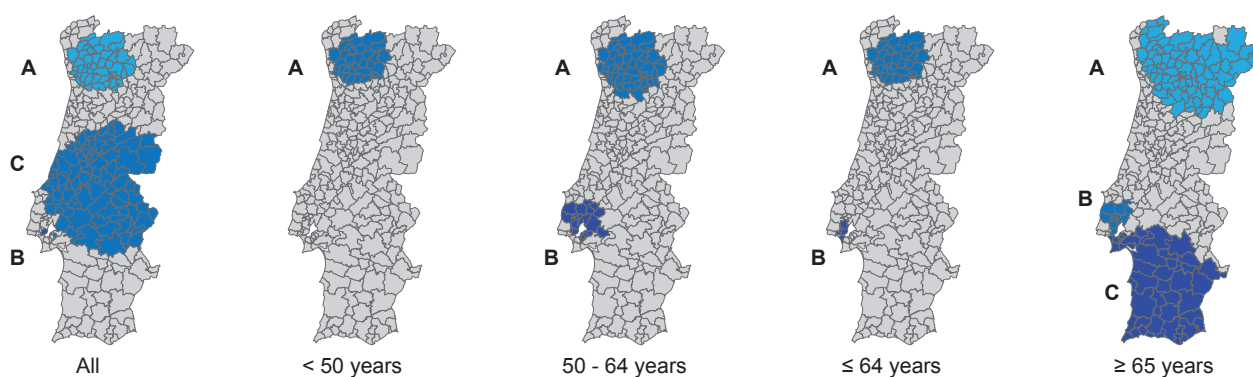 A
C
B
All
A
< 50 years
A
B
50 - 64 years
A
B
≤ 64 years
A
B
C
≥ 65 years